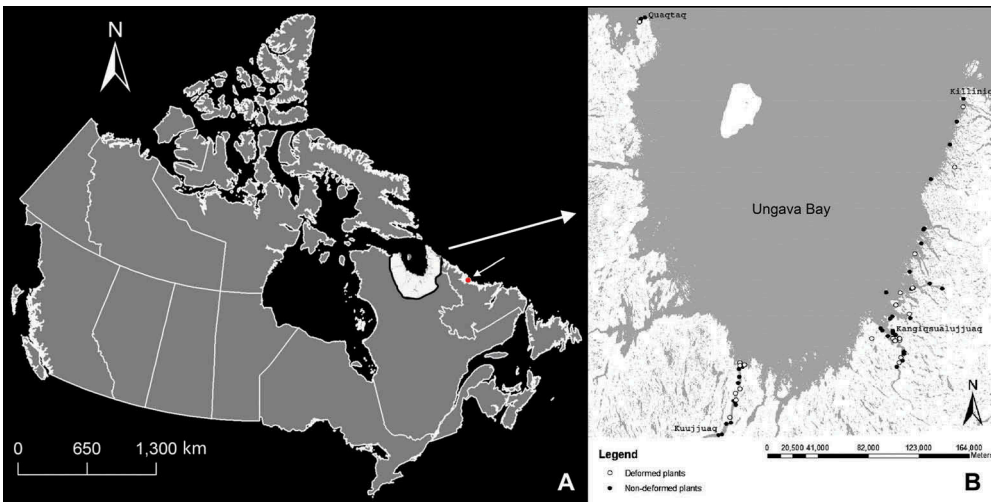 N
0 650 1,300 km
A
Quaqtaq
Killiniq
Ungava Bay
Kangiqsualujjuaq
Kuujjuaq
N
0 20,500 41,000 82,000 123,000 164,000
Meters
Legend
Deformed plants
Non-deformed plants
B